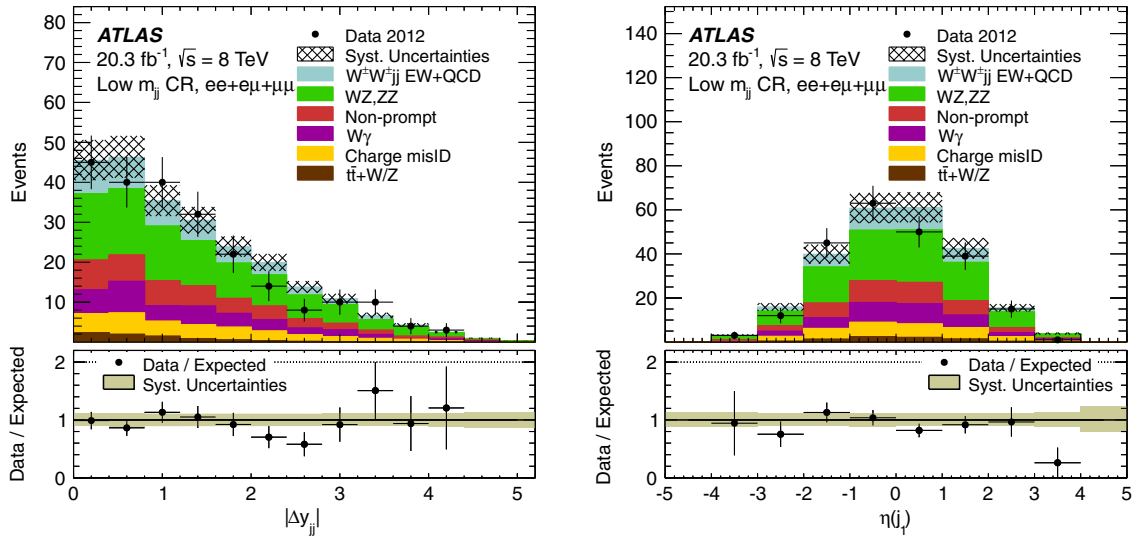 ATLAS
20.3 fb⁻¹, √s = 8 TeV
Low m_jj CR, ee+eμ+μμ
Data 2012
Syst. Uncertainties
W±W±jj EW+QCD
WZ,ZZ
Non-prompt
Wγ
Charge misID
tt̄+W/Z
Events
80
70
60
50
40
30
20
10
Data / Expected
Syst. Uncertainties
Data / Expected
2
1
0
0 1 2 3 4 5
|Δy_jj|
ATLAS
20.3 fb⁻¹, √s = 8 TeV
Low m_jj CR, ee+eμ+μμ
Data 2012
Syst. Uncertainties
W±W±jj EW+QCD
WZ,ZZ
Non-prompt
Wγ
Charge misID
tt̄+W/Z
Events
140
120
100
80
60
40
20
Data / Expected
Syst. Uncertainties
Data / Expected
2
1
0
-5 -4 -3 -2 -1 0 1 2 3 4 5
η(j₁)